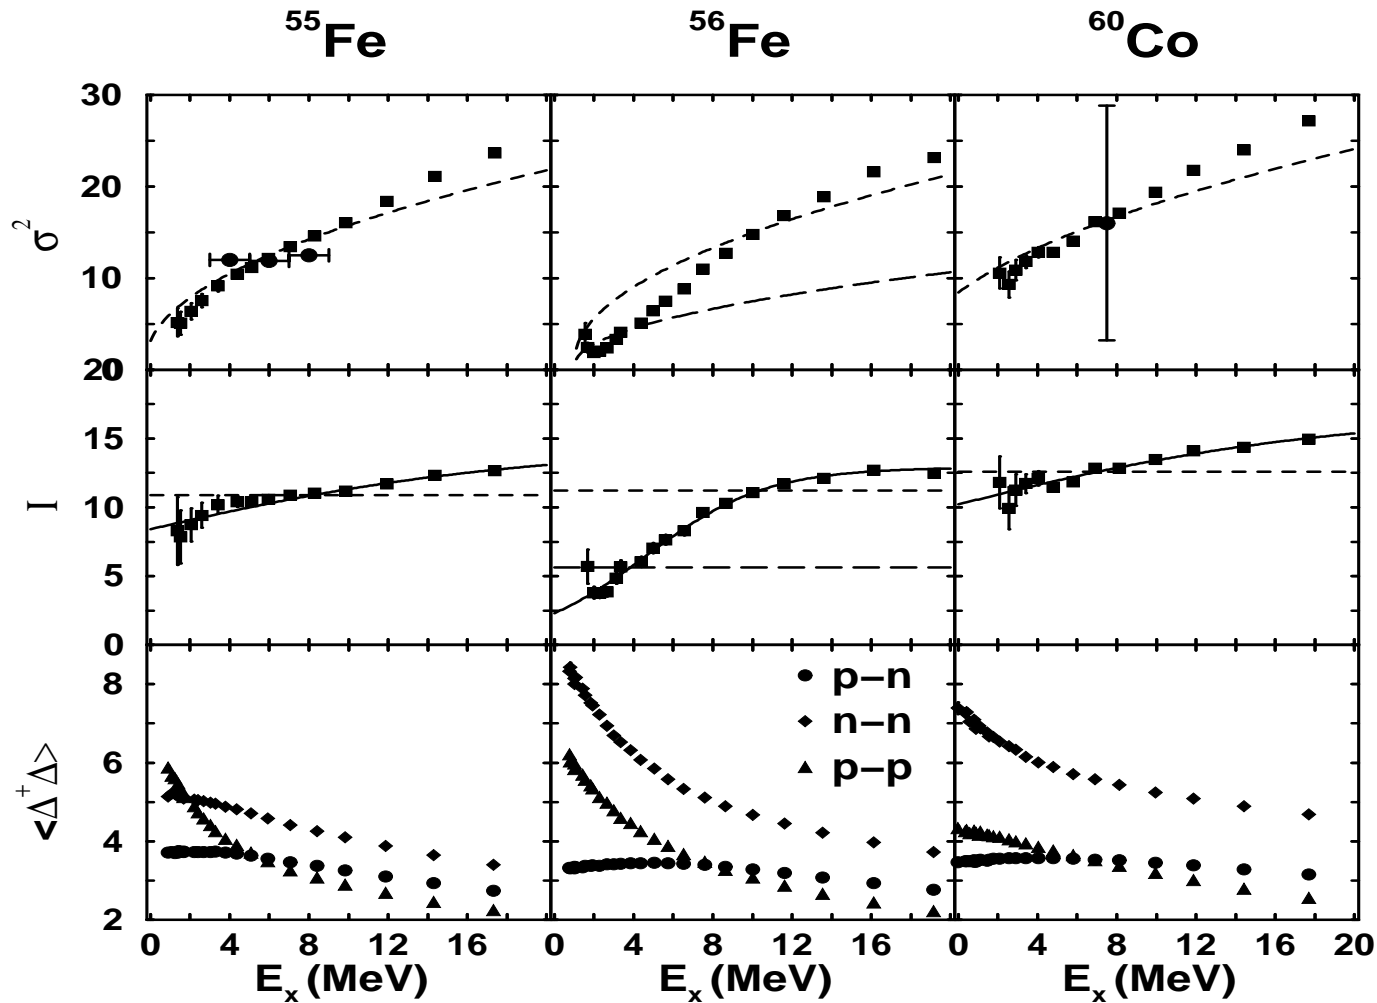 ⁵⁵Fe ⁵⁶Fe ⁶⁰Co
30
20
σ²
10
0
20
15
I 10
5
0
8
p−n
n−n
6
p−p
<Δ⁺Δ>
4
2
0 4 8 12 16 0 4 8 12 16 0 4 8 12 16 20
Eₓ (MeV) Eₓ (MeV) Eₓ (MeV)